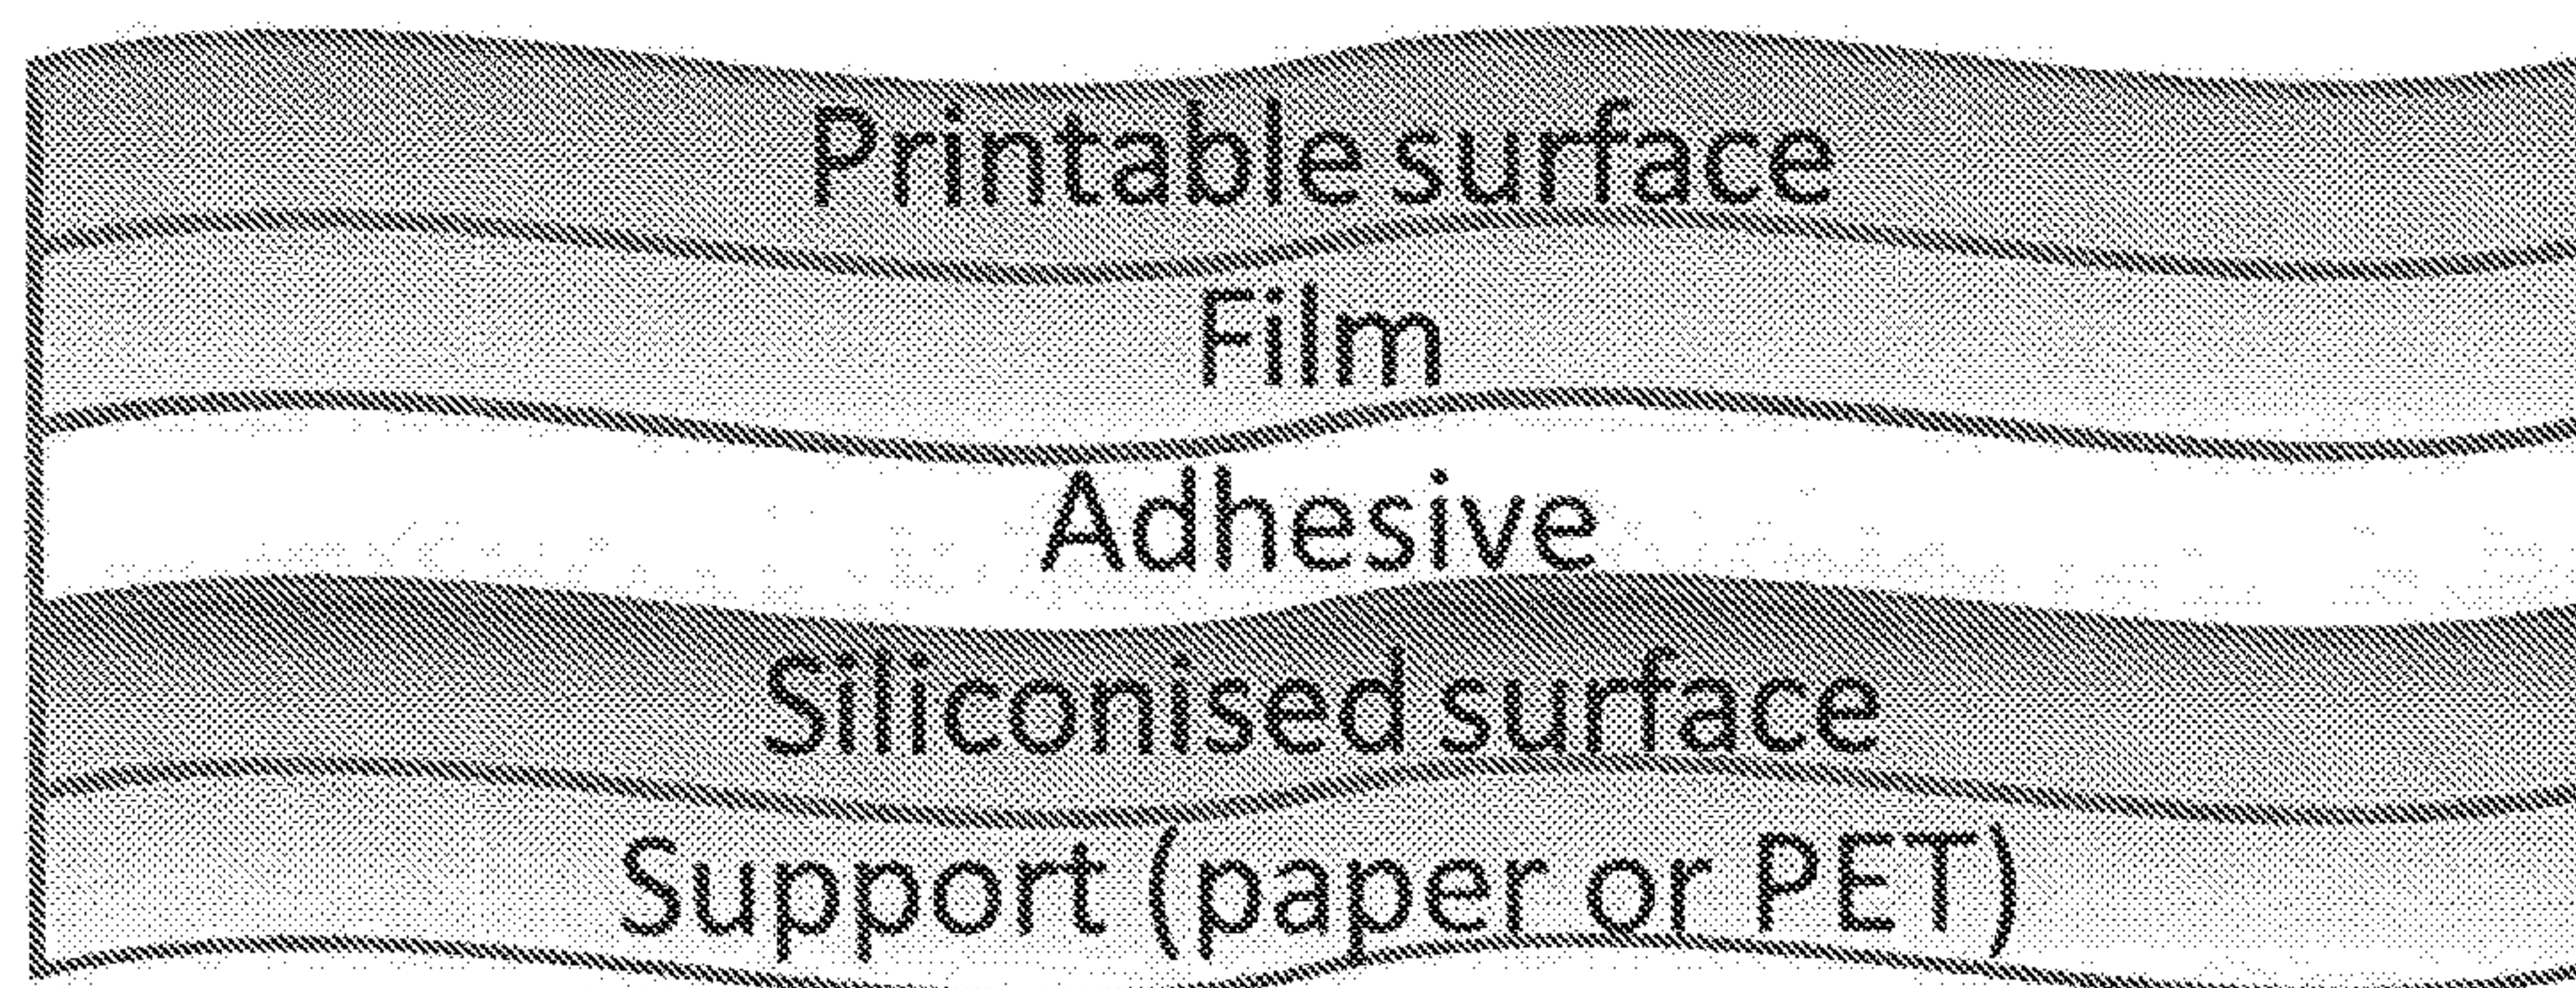 Printable surface
Film
Adhesive
Siliconised surface
Support (paper or PET)